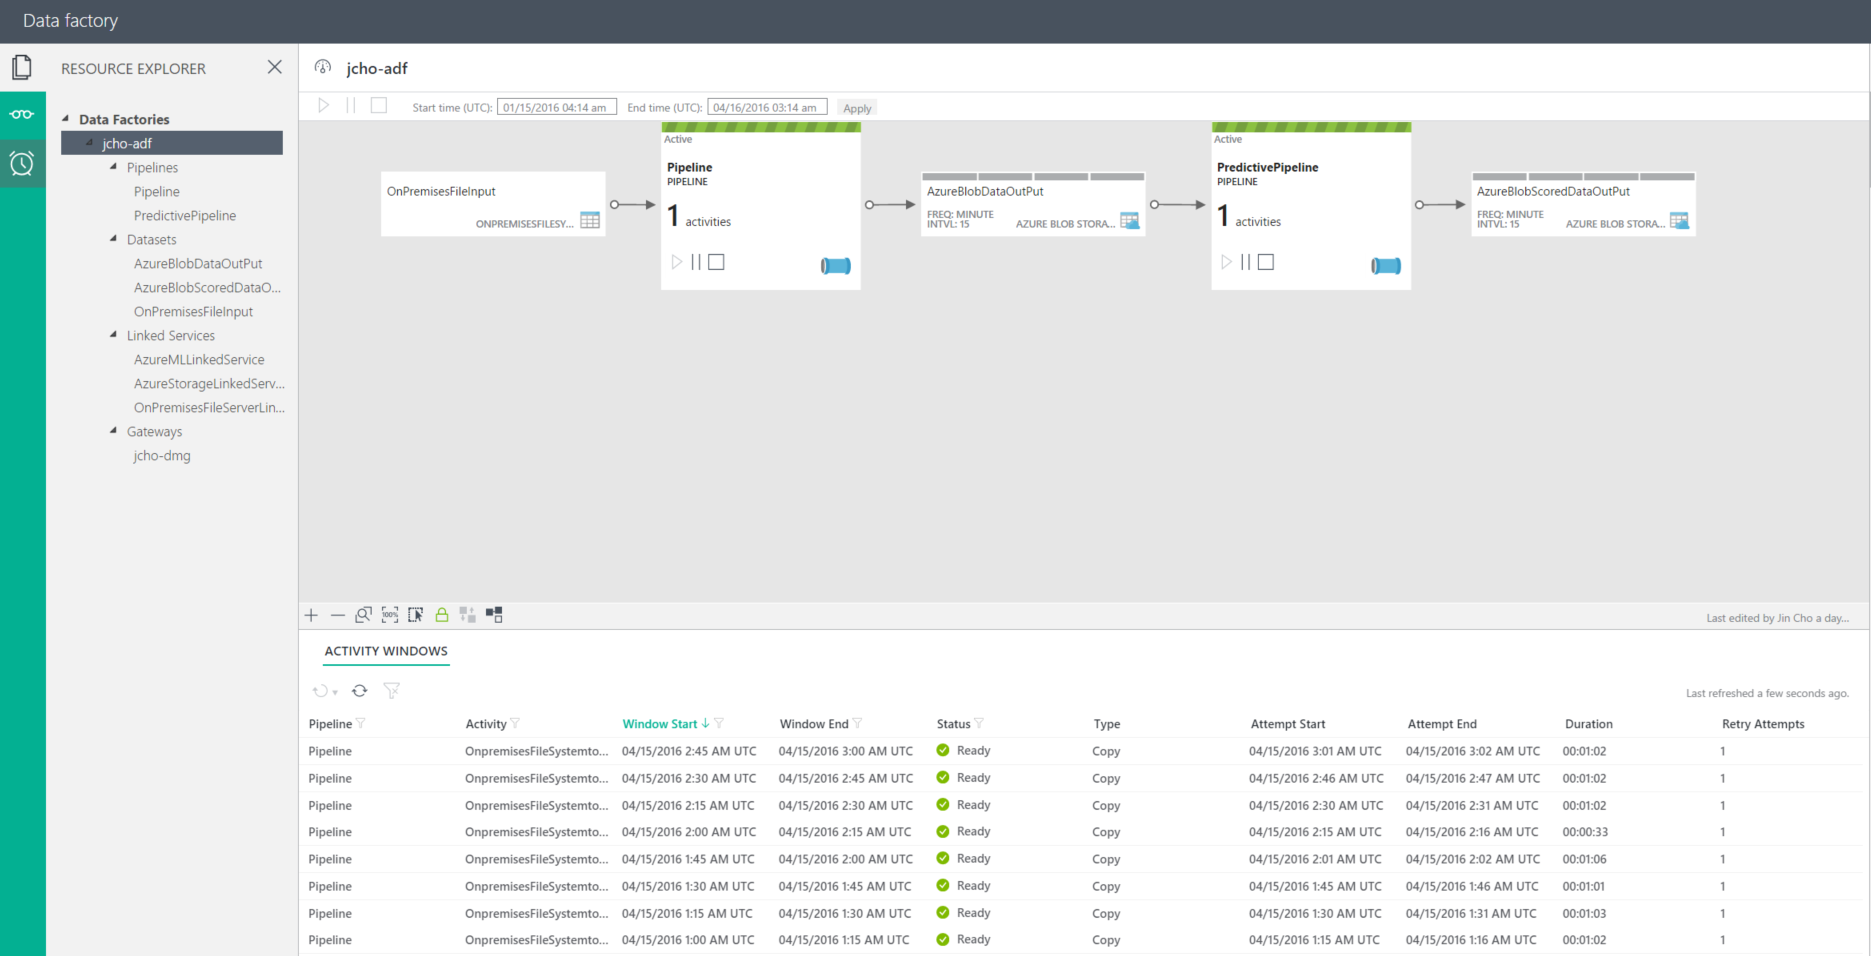 Data factory
RESOURCE EXPLORER
Data Factories
jcho-adf
Pipelines
Pipeline
PredictivePipeline
Datasets
AzureBlobDataOutPut
AzureBlobScoredDataO...
OnPremisesFileInput
Linked Services
AzureMLLinkedService
AzureStorageLinkedServ...
OnPremisesFileServerLin...
Gateways
jcho-dmg
jcho-adf
Start time (UTC): 01/15/2016 04:14 am End time (UTC): 04/16/2016 03:14 am Apply
OnPremisesFileInput
ONPREMISESFILESY...
Active
Pipeline
PIPELINE
1 activities
AzureBlobDataOutPut
FREQ: MINUTE
INTVL: 15 AZURE BLOB STORA...
Active
PredictivePipeline
PIPELINE
1 activities
AzureBlobScoredDataOutPut
FREQ: MINUTE
INTVL: 15 AZURE BLOB STORA...
100%
Last edited by Jin Cho a day...
ACTIVITY WINDOWS
Last refreshed a few seconds ago.
Pipeline Activity Window Start Window End Status Type Attempt Start Attempt End Duration Retry Attempts
Pipeline OnpremisesFileSystemto... 04/15/2016 2:45 AM UTC 04/15/2016 3:00 AM UTC Ready Copy 04/15/2016 3:01 AM UTC 04/15/2016 3:02 AM UTC 00:01:02 1
Pipeline OnpremisesFileSystemto... 04/15/2016 2:30 AM UTC 04/15/2016 2:45 AM UTC Ready Copy 04/15/2016 2:46 AM UTC 04/15/2016 2:47 AM UTC 00:01:02 1
Pipeline OnpremisesFileSystemto... 04/15/2016 2:15 AM UTC 04/15/2016 2:30 AM UTC Ready Copy 04/15/2016 2:30 AM UTC 04/15/2016 2:31 AM UTC 00:01:02 1
Pipeline OnpremisesFileSystemto... 04/15/2016 2:00 AM UTC 04/15/2016 2:15 AM UTC Ready Copy 04/15/2016 2:15 AM UTC 04/15/2016 2:16 AM UTC 00:00:33 1
Pipeline OnpremisesFileSystemto... 04/15/2016 1:45 AM UTC 04/15/2016 2:00 AM UTC Ready Copy 04/15/2016 2:01 AM UTC 04/15/2016 2:02 AM UTC 00:01:06 1
Pipeline OnpremisesFileSystemto... 04/15/2016 1:30 AM UTC 04/15/2016 1:45 AM UTC Ready Copy 04/15/2016 1:45 AM UTC 04/15/2016 1:46 AM UTC 00:01:01 1
Pipeline OnpremisesFileSystemto... 04/15/2016 1:15 AM UTC 04/15/2016 1:30 AM UTC Ready Copy 04/15/2016 1:30 AM UTC 04/15/2016 1:31 AM UTC 00:01:03 1
Pipeline OnpremisesFileSystemto... 04/15/2016 1:00 AM UTC 04/15/2016 1:15 AM UTC Ready Copy 04/15/2016 1:15 AM UTC 04/15/2016 1:16 AM UTC 00:01:02 1